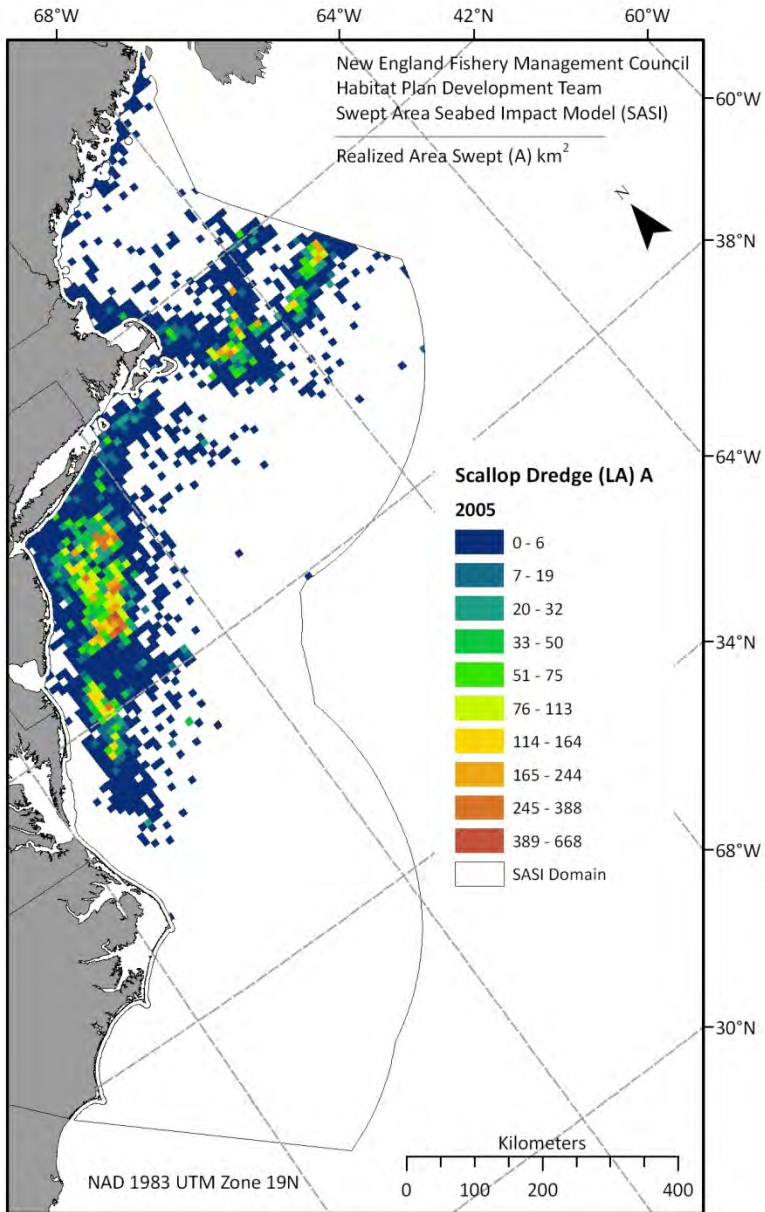 68°W 64°W 42°N 60°W
New England Fishery Management Council
Habitat Plan Development Team
Swept Area Seabed Impact Model (SASI)
Realized Area Swept (A) km²
60°W
N
38°N
64°W
Scallop Dredge (LA) A
2005
0 - 6
7 - 19
20 - 32
33 - 50
51 - 75
76 - 113
114 - 164
165 - 244
245 - 388
389 - 668
SASI Domain
34°N
68°W
30°N
Kilometers
0 100 200 300 400
NAD 1983 UTM Zone 19N